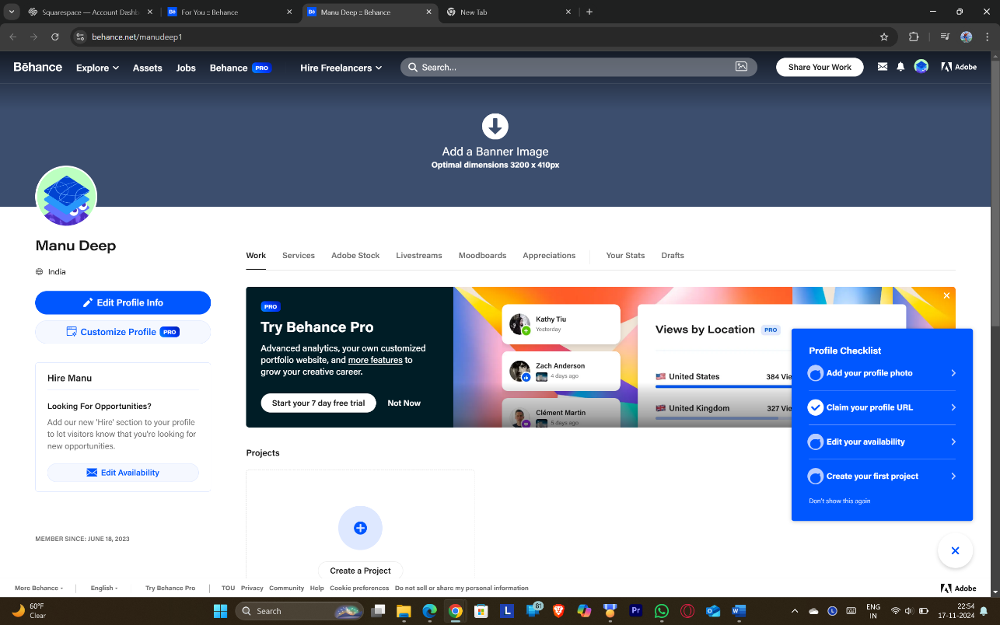 Squarespace — Account Dashb
For You :: Behance
Manu Deep :: Behance
New Tab
behance.net/manudeep1
Bēhance
Explore
Assets
Jobs
Behance PRO
Hire Freelancers
Search...
Share Your Work
Adobe
Add a Banner Image
Optimal dimensions 3200 x 410px
Manu Deep
India
Edit Profile Info
Customize Profile PRO
Hire Manu
Looking For Opportunities?
Add our new 'Hire' section to your profile
to let visitors know that you're looking for
new opportunities.
Edit Availability
MEMBER SINCE: JUNE 18, 2023
Work
Services
Adobe Stock
Livestreams
Moodboards
Appreciations
Your Stats
Drafts
PRO
Try Behance Pro
Advanced analytics, your own customized
portfolio website, and more features to
grow your creative career.
Start your 7 day free trial
Not Now
Kathy Tiu
Yesterday
Zach Anderson
4 days ago
Clément Martin
5 days ago
Views by Location PRO
United States 384 Vie
United Kingdom 327 Vie
Profile Checklist
Add your profile photo
Claim your profile URL
Edit your availability
Create your first project
Don't show this again
Projects
Create a Project
More Behance
English
Try Behance Pro
TOU
Privacy
Community
Help
Cookie preferences
Do not sell or share my personal information
Adobe
60°F
Clear
Search
81
Pr
ENG
IN
22:54
17-11-2024